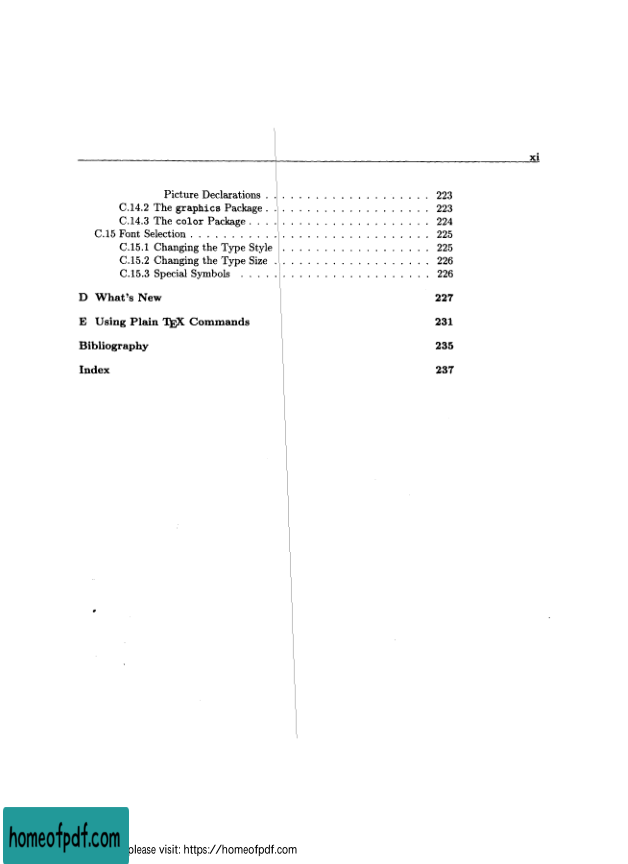 xi
Picture Declarations . . . . . . . . . . . . . . . . . . . . 223
C.14.2 The graphics Package . . . . . . . . . . . . . . . . . . . . 223
C.14.3 The color Package . . . . . . . . . . . . . . . . . . . . . . 224
C.15 Font Selection . . . . . . . . . . . . . . . . . . . . . . . . . . . . . 225
C.15.1 Changing the Type Style . . . . . . . . . . . . . . . . . . . 225
C.15.2 Changing the Type Size . . . . . . . . . . . . . . . . . . . 226
C.15.3 Special Symbols . . . . . . . . . . . . . . . . . . . . . . . 226
D What's New 227
E Using Plain TEX Commands 231
Bibliography 235
Index 237
homeofpdf.com
please visit: https://homeofpdf.com